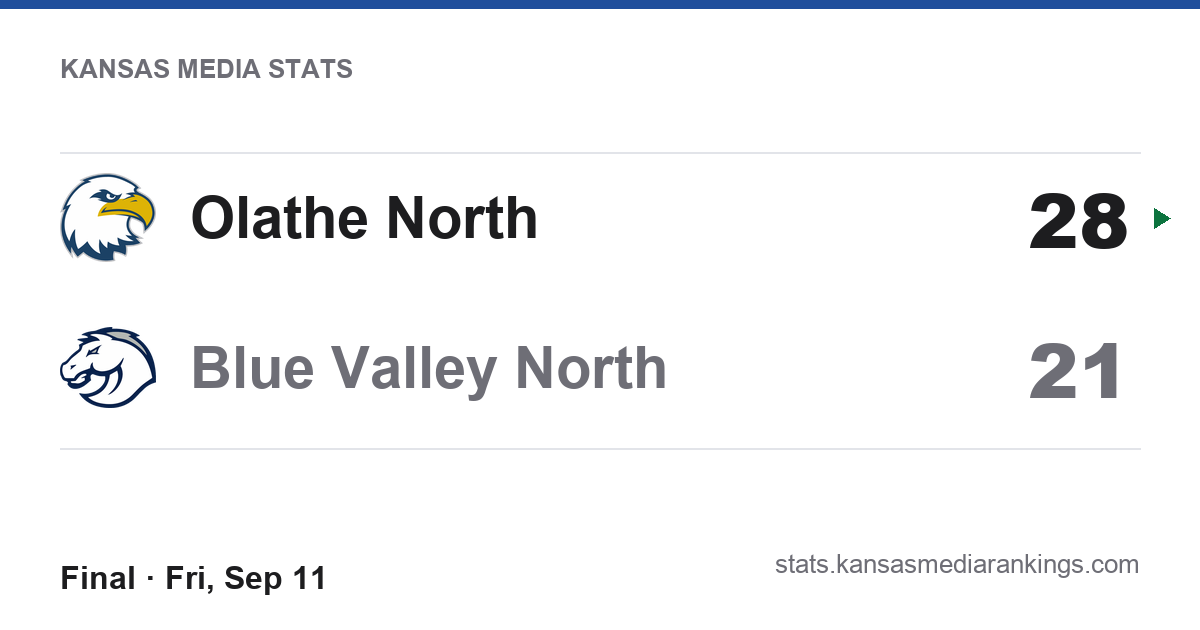 KANSAS MEDIA STATS
Olathe North 28
Blue Valley North 21
Final · Fri, Sep 11
stats.kansasmediarankings.com